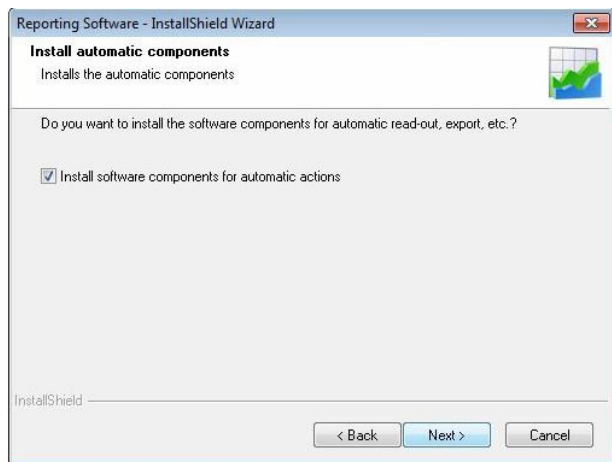 Reporting Software - InstallShield Wizard
Install automatic components
Installs the automatic components
Do you want to install the software components for automatic read-out, export, etc.?
Install software components for automatic actions
InstallShield
< Back
Next >
Cancel